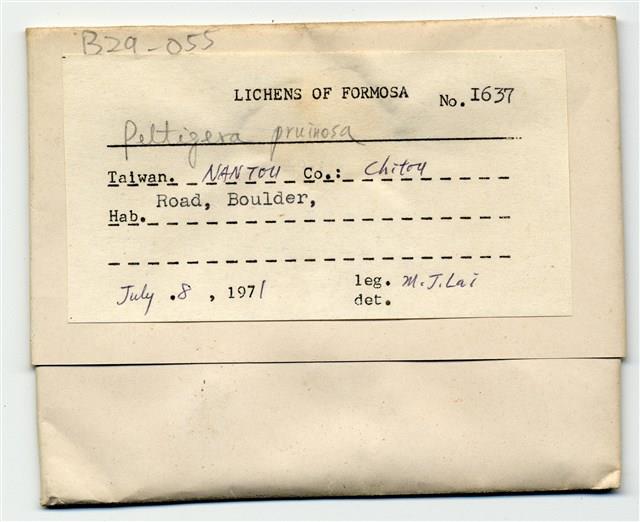 B29-055
LICHENS OF FORMOSA No. 1637
Peltigera pruinosa
Taiwan. NANTOU Co.: Chitou
Road, Boulder,
Hab.
July .8 , 1971 leg. M.J.Lai
det.